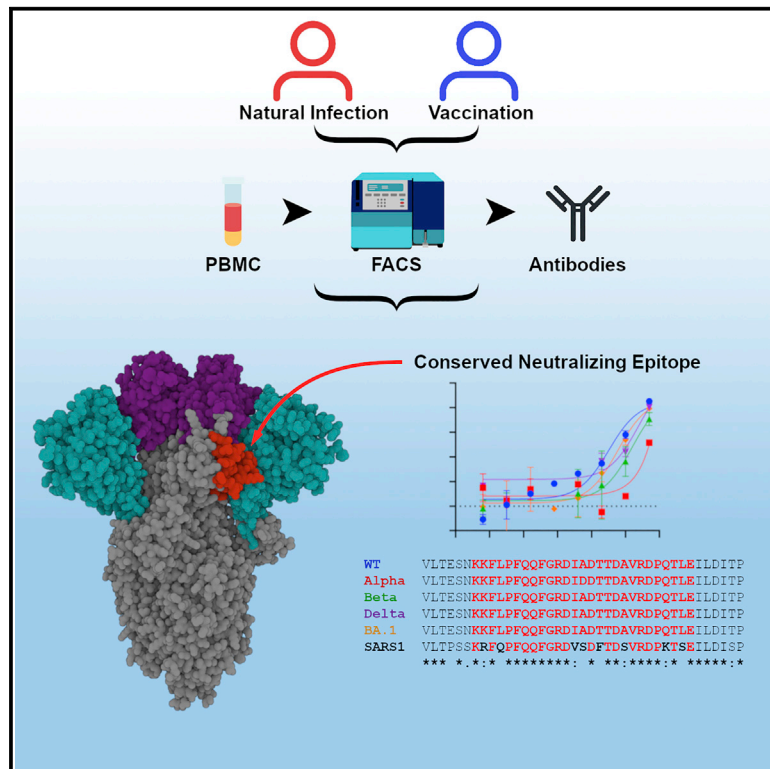 Natural Infection Vaccination
PBMC FACS Antibodies
Conserved Neutralizing Epitope
WT VLTESNKKFLPFQQFGRDIADTTDAVRDPQTLEILDITP
Alpha VLTESNKKFLPFQQFGRDIDDTTDAVRDPQTLEILDITP
Beta VLTESNKKFLPFQQFGRDIADTTDAVRDPQTLEILDITP
Delta VLTESNKKFLPFQQFGRDIADTTDAVRDPQTLEILDITP
BA.1 VLTESNKKFLPFQQFGRDIADTTDAVRDPQTLEILDITP
SARS1 VLTPSSKRFQPFQQFGRDVSDFTDSVRDPKTSEILDISP
*** *.*:* ********: * **:****:* *****:*